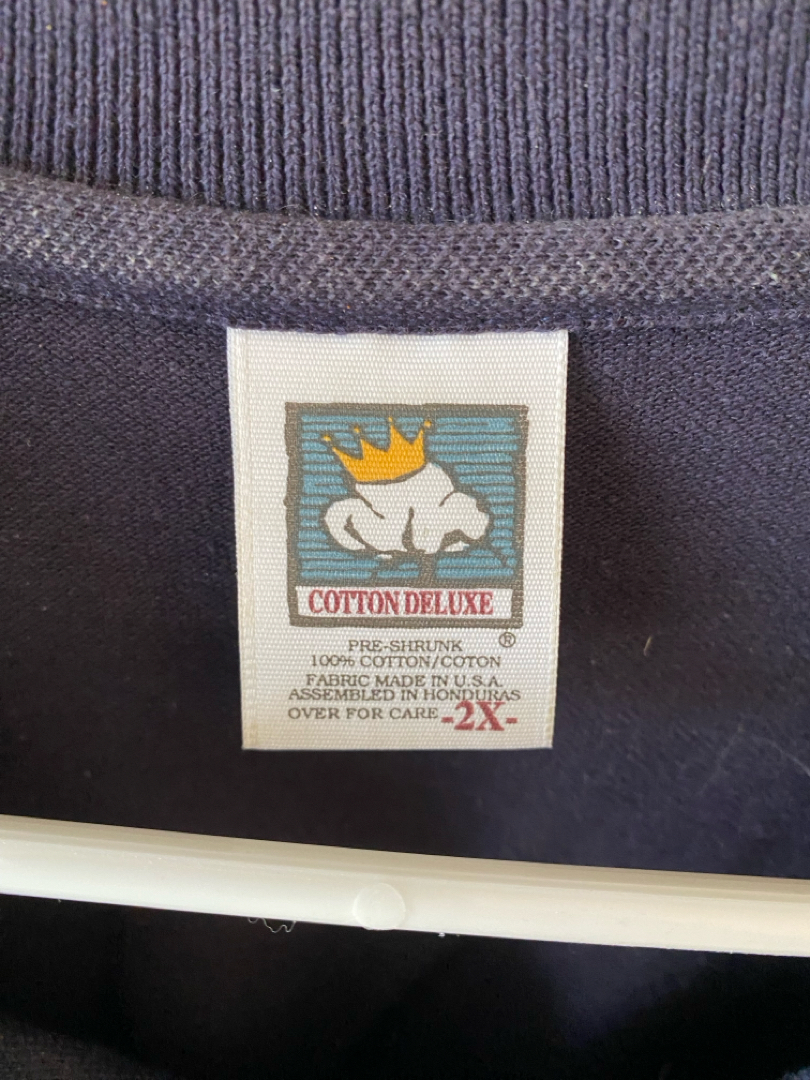 COTTON DELUXE
®
PRE-SHRUNK
100% COTTON/COTON
FABRIC MADE IN U.S.A.
ASSEMBLED IN HONDURAS
OVER FOR CARE -2X-